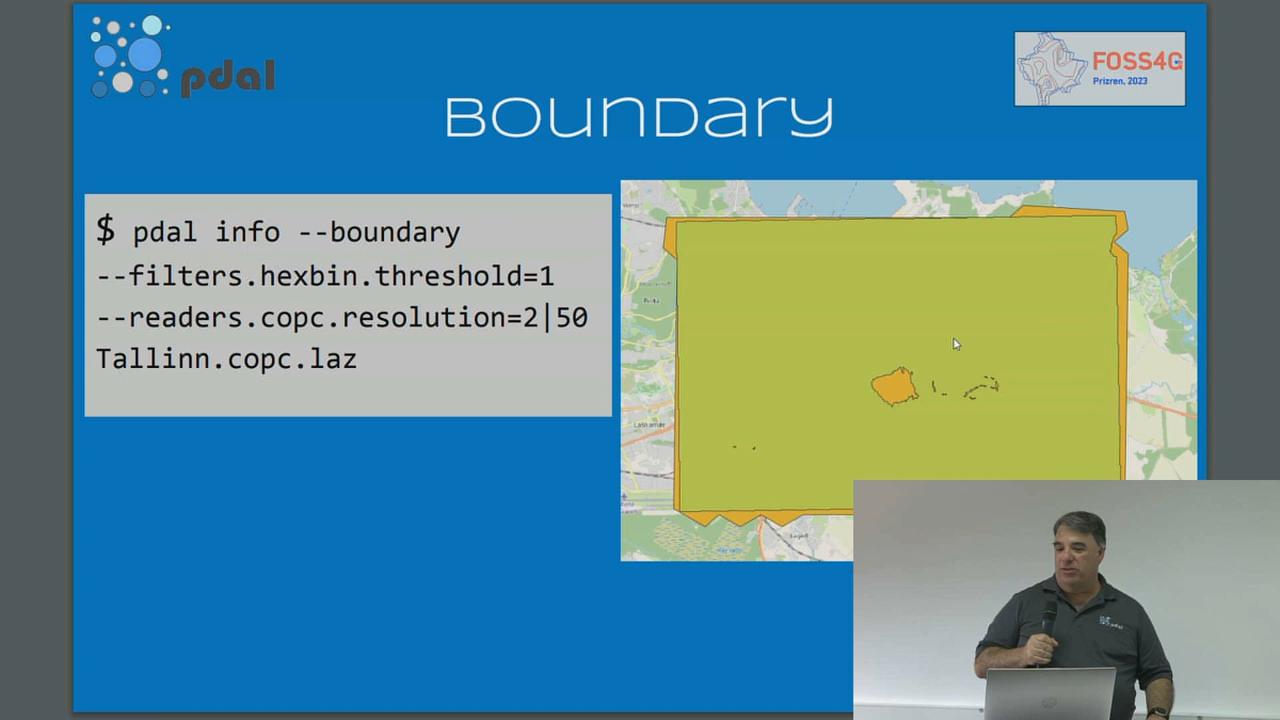 pdal
FOSS4G
Prizren, 2023
Boundary
$ pdal info --boundary
--filters.hexbin.threshold=1
--readers.copc.resolution=2|50
Tallinn.copc.laz
pdal